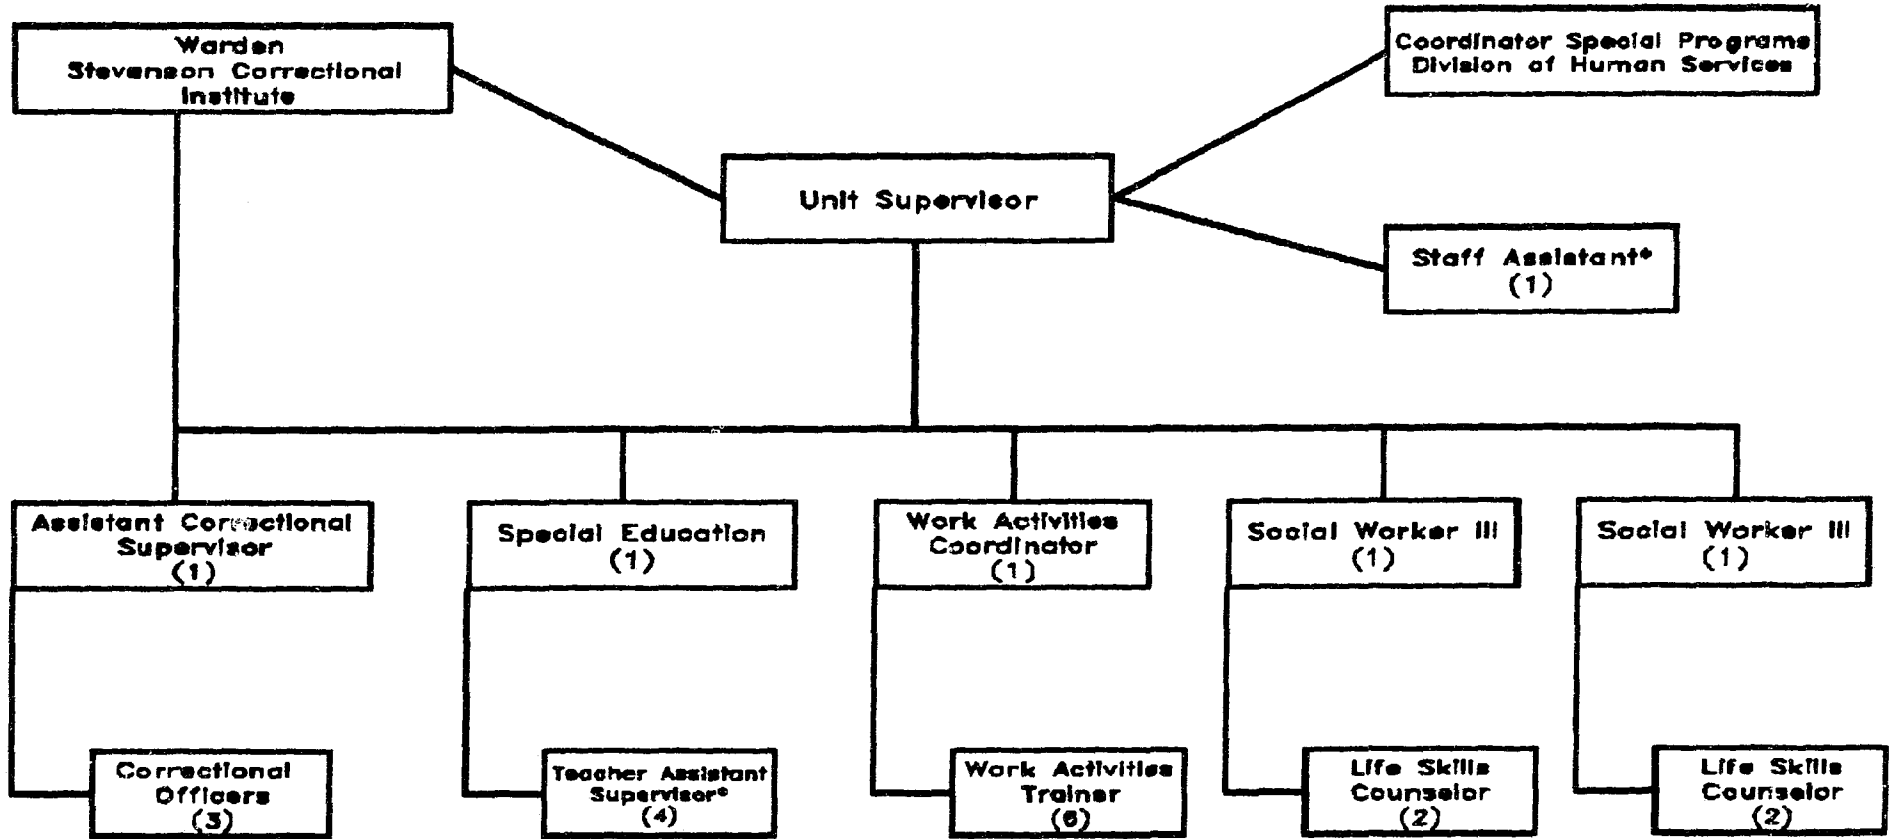 Warden
Stevenson Correctional
Institute
Coordinator Special Programs
Division of Human Services
Unit Supervisor
Staff Assistant*
(1)
Assistant Correctional
Supervisor
(1)
Special Education
(1)
Work Activities
Coordinator
(1)
Social Worker III
(1)
Social Worker III
(1)
Correctional
Officers
(3)
Teacher Assistant
Supervisor*
(4)
Work Activities
Trainer
(6)
Life Skills
Counselor
(2)
Life Skills
Counselor
(2)